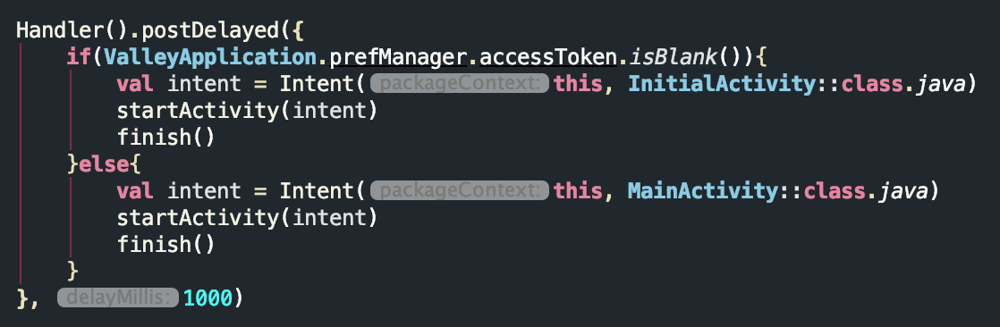 Handler().postDelayed({
if(ValleyApplication.prefManager.accessToken.isBlank()){
val intent = Intent( packageContext: this, InitialActivity::class.java)
startActivity(intent)
finish()
}else{
val intent = Intent( packageContext: this, MainActivity::class.java)
startActivity(intent)
finish()
}
}, delayMillis: 1000)